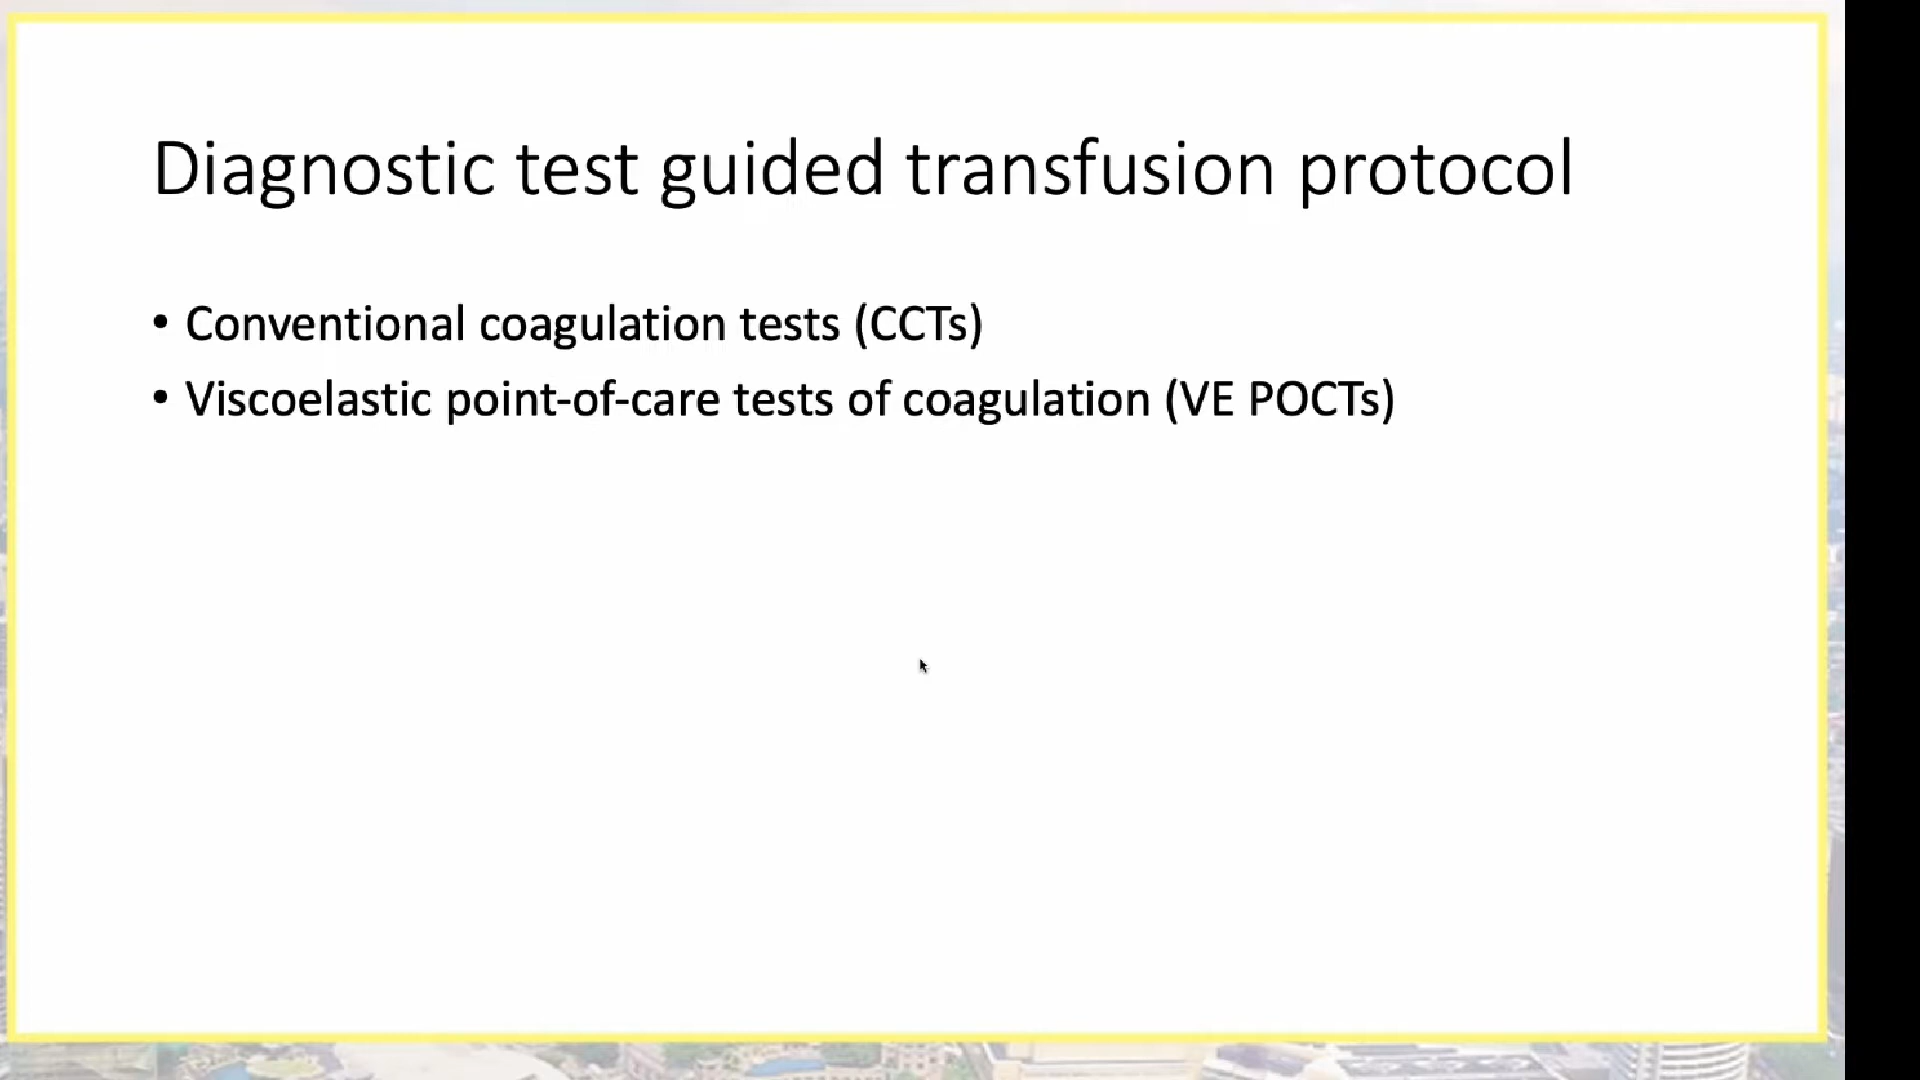 Diagnostic test guided transfusion protocol
• Conventional coagulation tests (CCTs)
• Viscoelastic point-of-care tests of coagulation (VE POCTs)